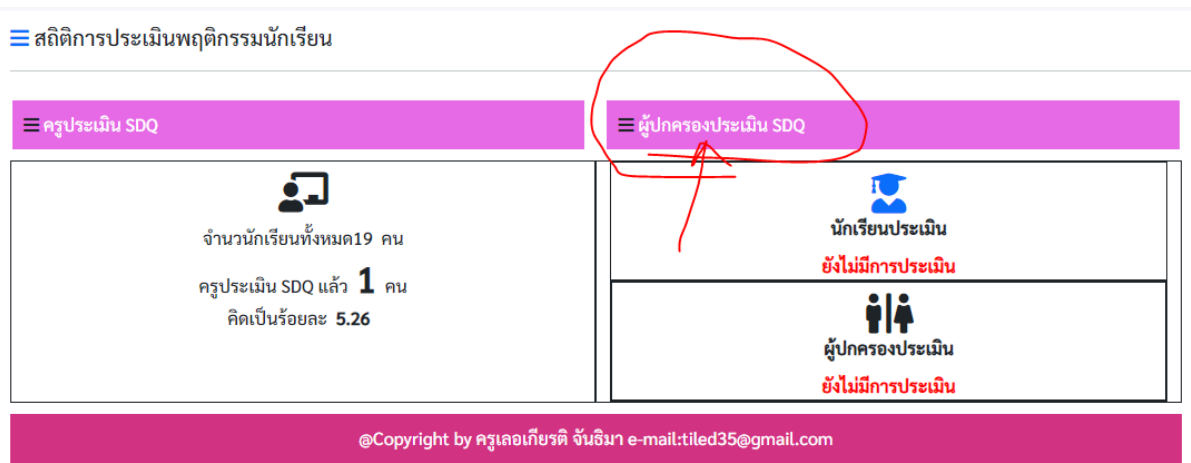 สถิติการประเมินพฤติกรรมนักเรียน
ครูประเมิน SDQ
ผู้ปกครองประเมิน SDQ
จำนวนนักเรียนทั้งหมด19 คน
ครูประเมิน SDQ แล้ว 1 คน
คิดเป็นร้อยละ 5.26
นักเรียนประเมิน
ยังไม่มีการประเมิน
ผู้ปกครองประเมิน
ยังไม่มีการประเมิน
@Copyright by ครูเลอเกียรติ จันธิมา e-mail:tiled35@gmail.com